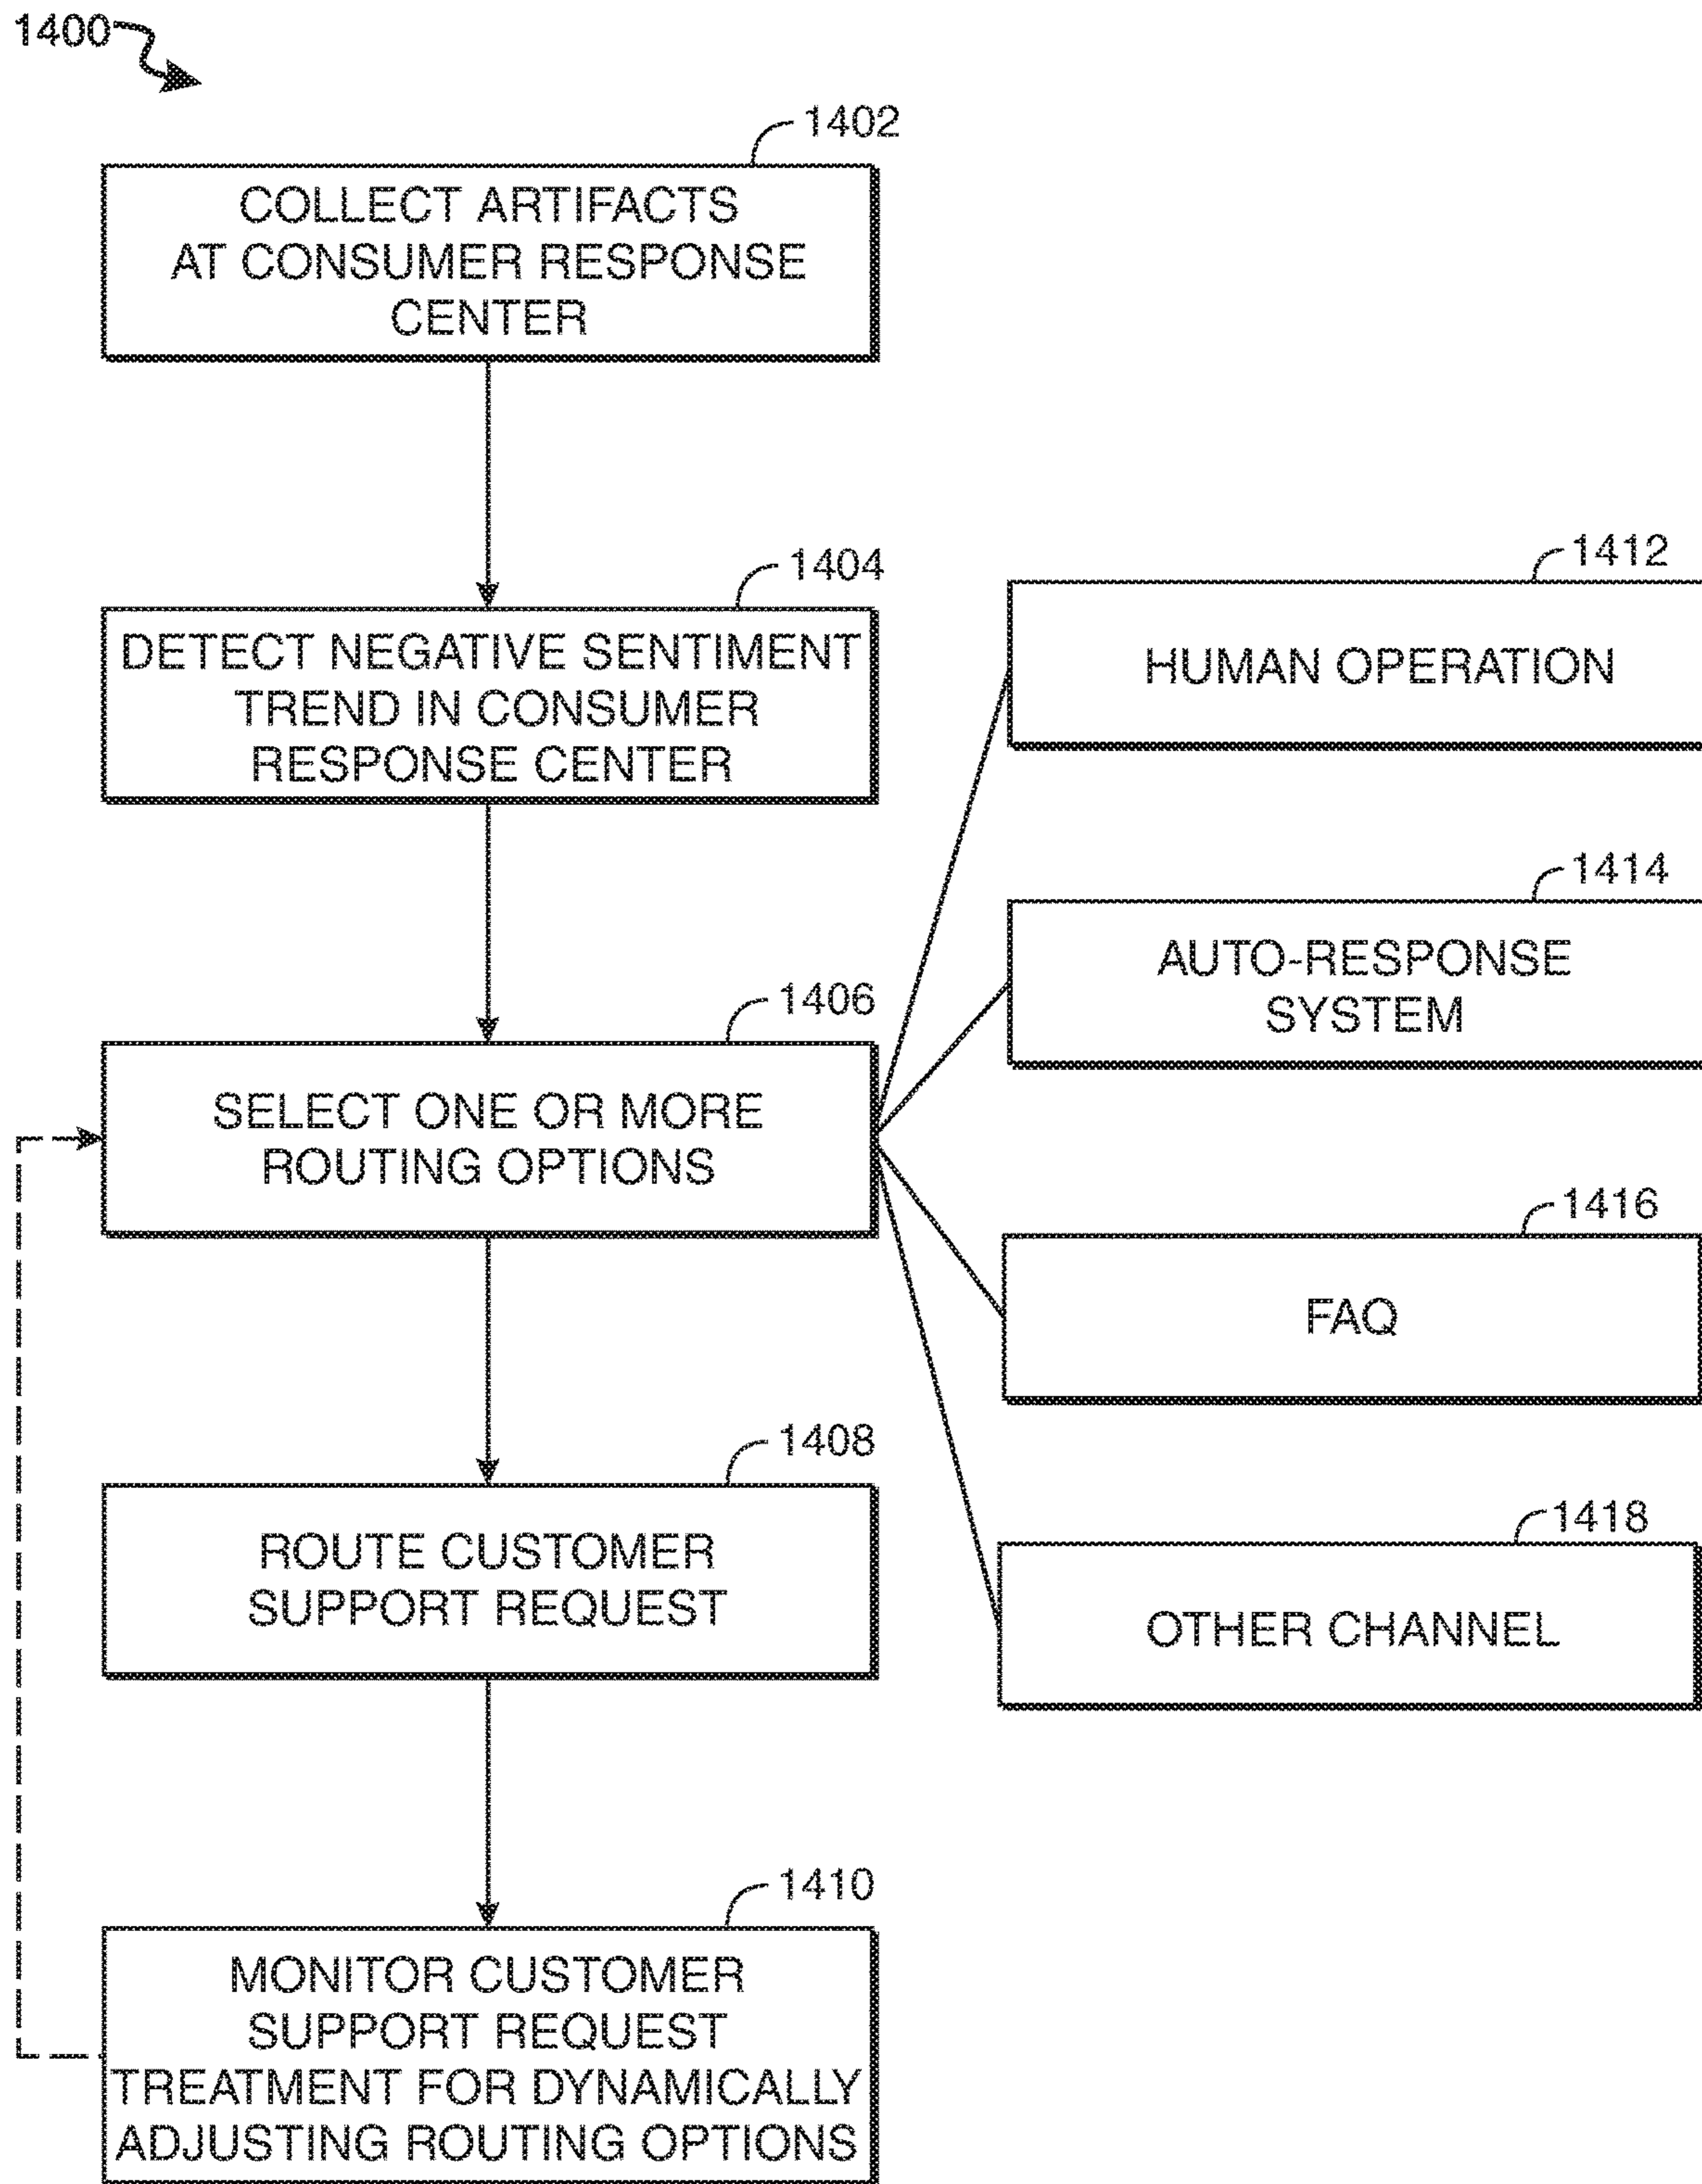 1400
1402
COLLECT ARTIFACTS
AT CONSUMER RESPONSE
CENTER
1404
DETECT NEGATIVE SENTIMENT
TREND IN CONSUMER
RESPONSE CENTER
1406
SELECT ONE OR MORE
ROUTING OPTIONS
1412
HUMAN OPERATION
1414
AUTO-RESPONSE
SYSTEM
1416
FAQ
1418
OTHER CHANNEL
1408
ROUTE CUSTOMER
SUPPORT REQUEST
1410
MONITOR CUSTOMER
SUPPORT REQUEST
TREATMENT FOR DYNAMICALLY
ADJUSTING ROUTING OPTIONS